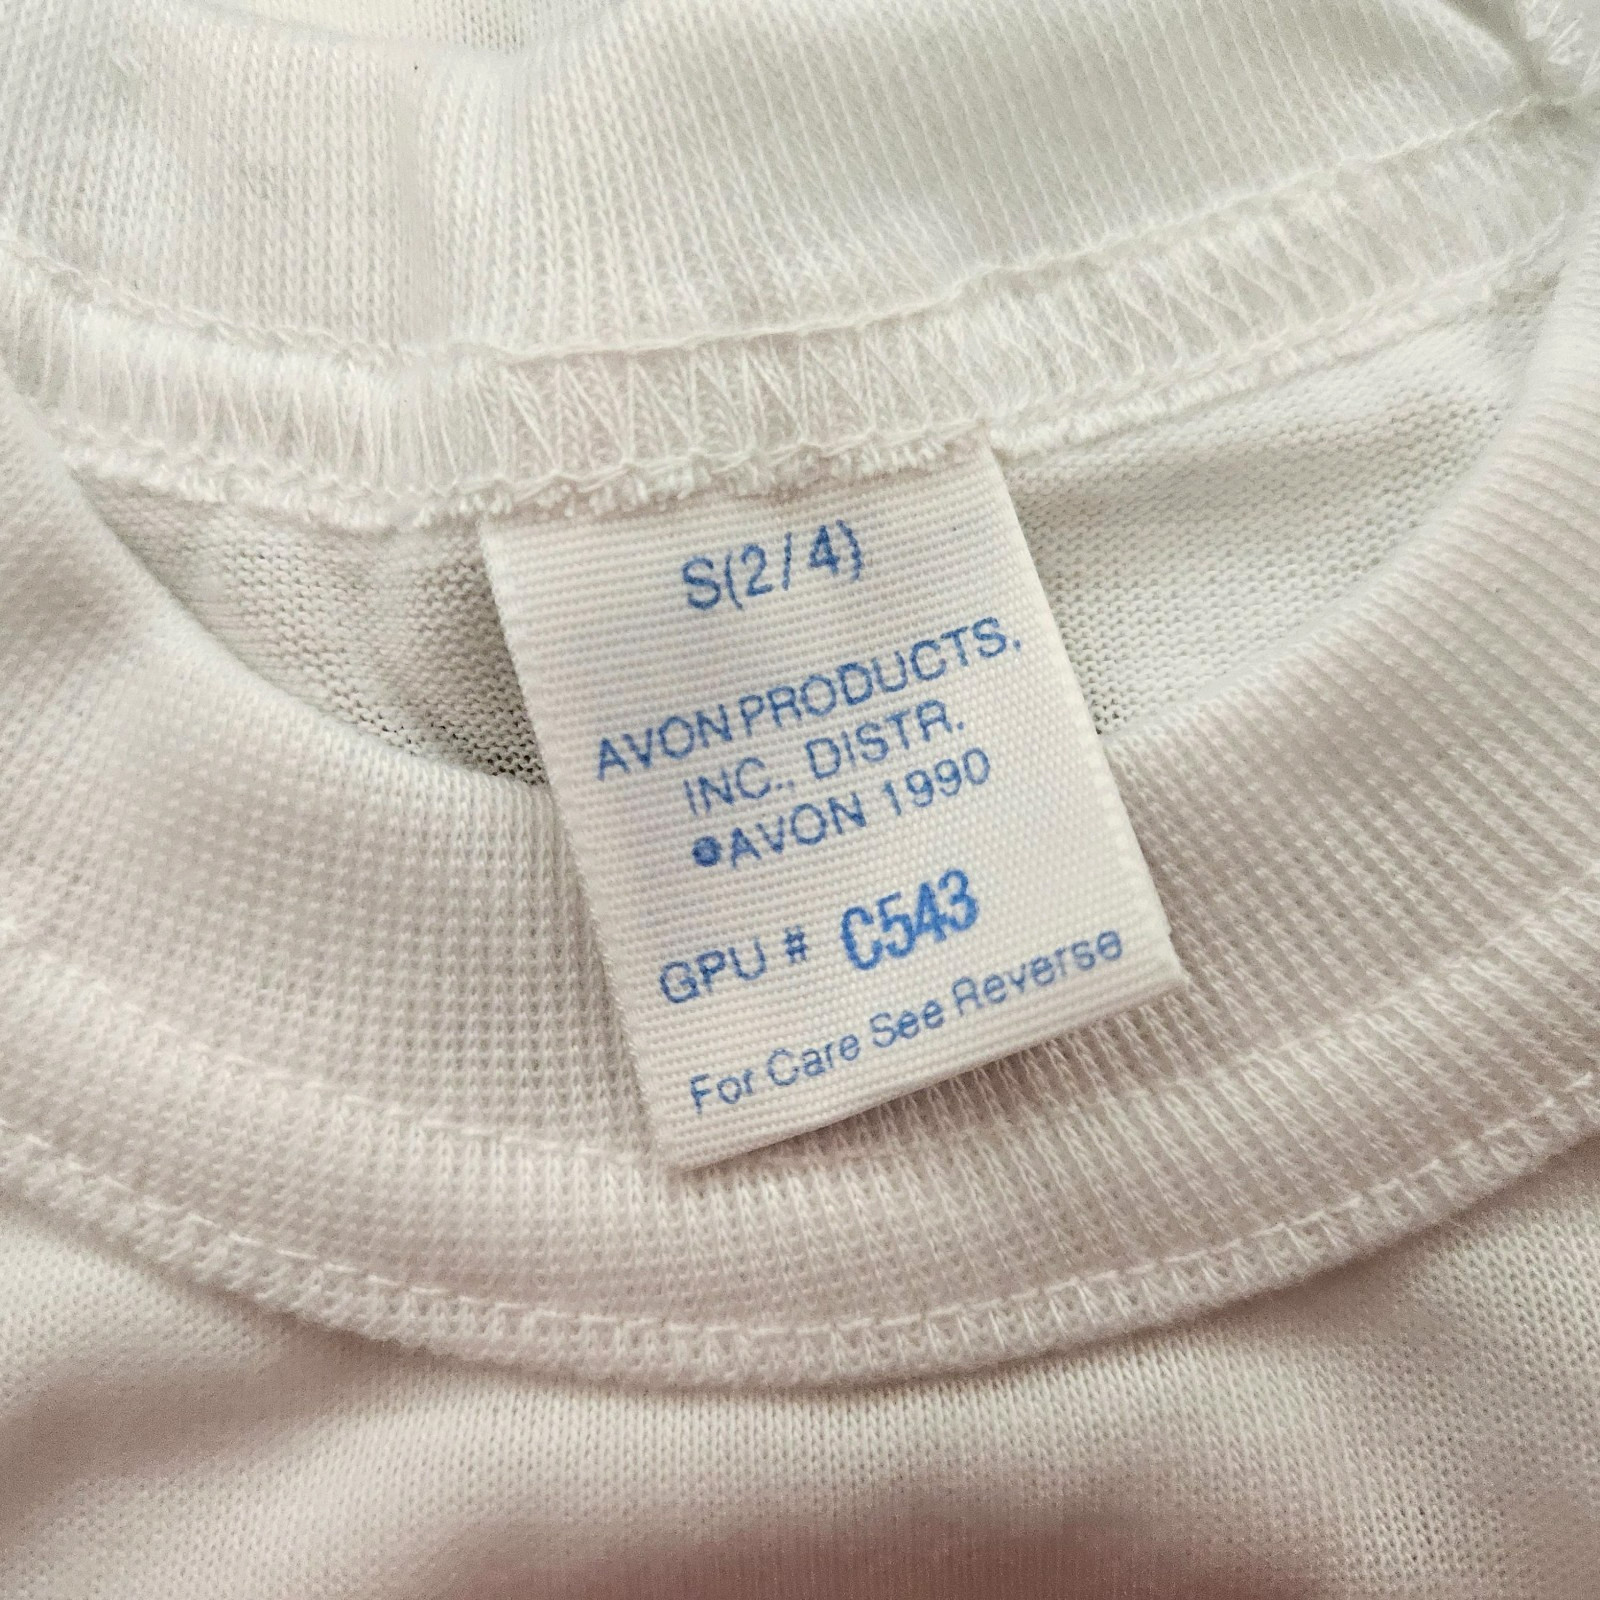 S(2/4)
AVON PRODUCTS,
INC., DISTR.
©AVON 1990
GPU # C543
For Care See Reverse